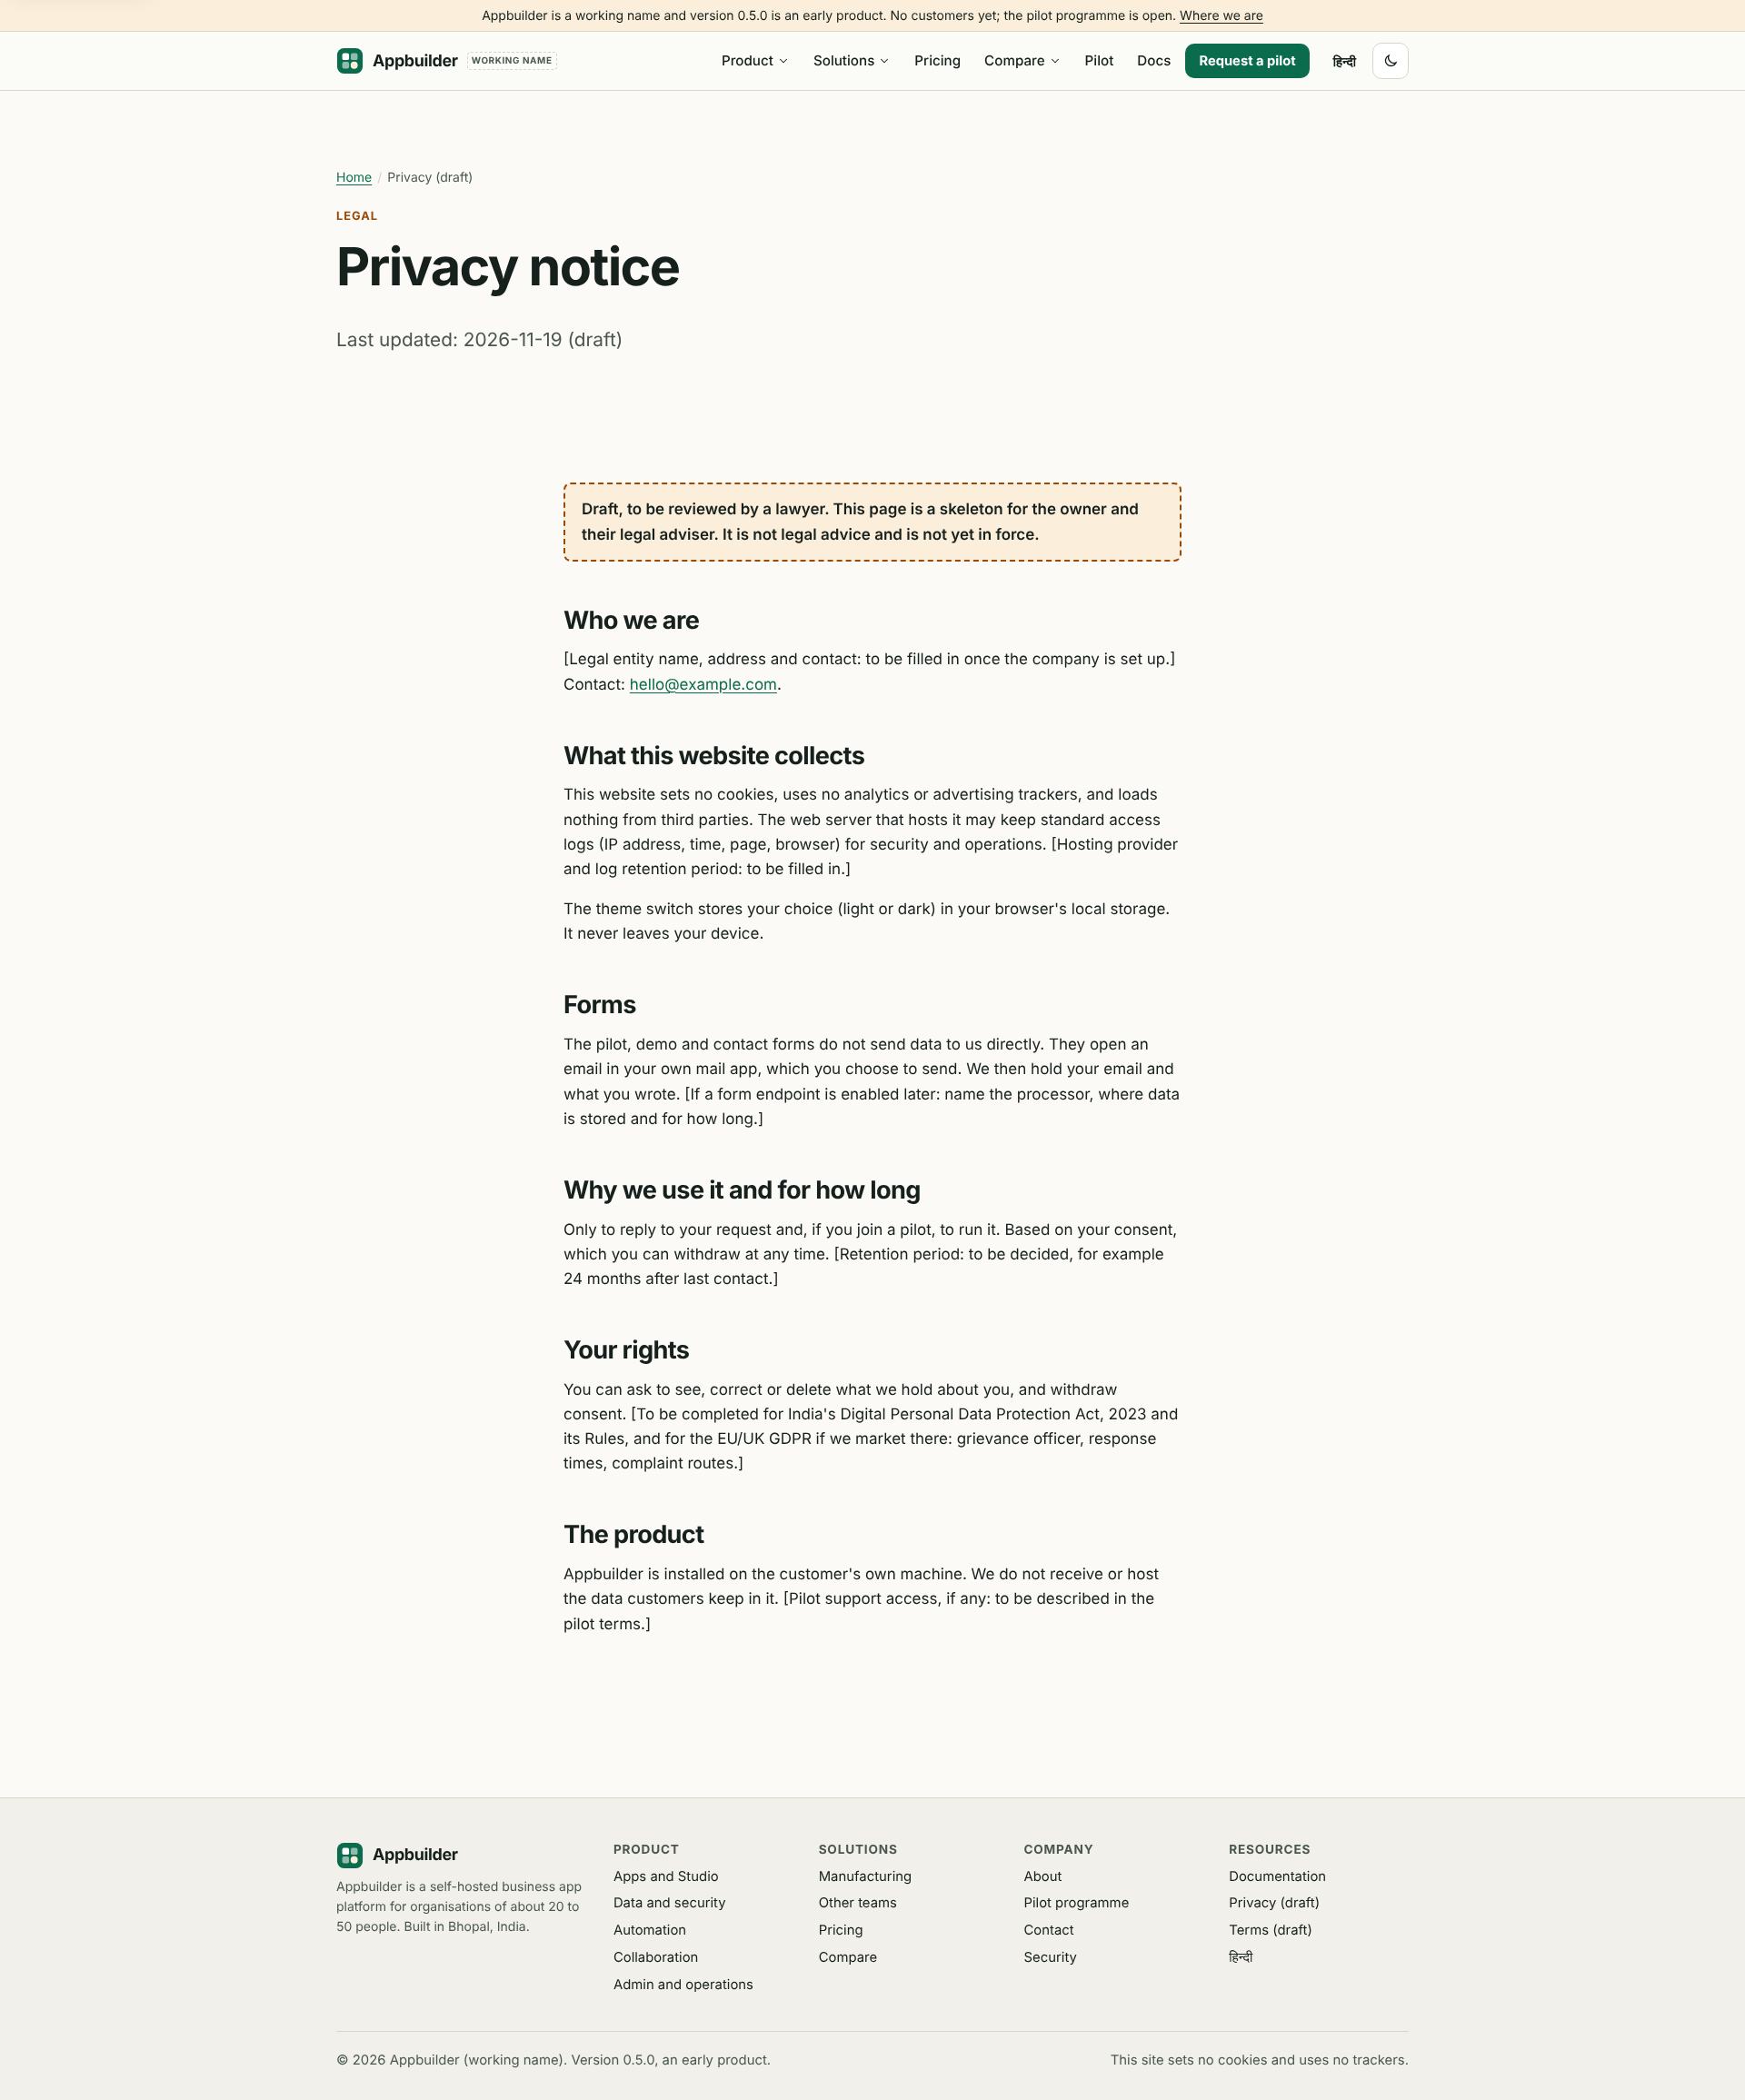 Appbuilder is a working name and version 0.5.0 is an early product. No customers yet; the pilot programme is open. Where we are
Appbuilder WORKING NAME Product Solutions Pricing Compare Pilot Docs Request a pilot हिन्दी
Home / Privacy (draft)
LEGAL
Privacy notice
Last updated: 2026-11-19 (draft)
Draft, to be reviewed by a lawyer. This page is a skeleton for the owner and
their legal adviser. It is not legal advice and is not yet in force.
Who we are
[Legal entity name, address and contact: to be filled in once the company is set up.]
Contact: hello@example.com.
What this website collects
This website sets no cookies, uses no analytics or advertising trackers, and loads
nothing from third parties. The web server that hosts it may keep standard access
logs (IP address, time, page, browser) for security and operations. [Hosting provider
and log retention period: to be filled in.]
The theme switch stores your choice (light or dark) in your browser's local storage.
It never leaves your device.
Forms
The pilot, demo and contact forms do not send data to us directly. They open an
email in your own mail app, which you choose to send. We then hold your email and
what you wrote. [If a form endpoint is enabled later: name the processor, where data
is stored and for how long.]
Why we use it and for how long
Only to reply to your request and, if you join a pilot, to run it. Based on your consent,
which you can withdraw at any time. [Retention period: to be decided, for example
24 months after last contact.]
Your rights
You can ask to see, correct or delete what we hold about you, and withdraw
consent. [To be completed for India's Digital Personal Data Protection Act, 2023 and
its Rules, and for the EU/UK GDPR if we market there: grievance officer, response
times, complaint routes.]
The product
Appbuilder is installed on the customer's own machine. We do not receive or host
the data customers keep in it. [Pilot support access, if any: to be described in the
pilot terms.]
Appbuilder
Appbuilder is a self-hosted business app
platform for organisations of about 20 to
50 people. Built in Bhopal, India.
PRODUCT
Apps and Studio
Data and security
Automation
Collaboration
Admin and operations
SOLUTIONS
Manufacturing
Other teams
Pricing
Compare
COMPANY
About
Pilot programme
Contact
Security
RESOURCES
Documentation
Privacy (draft)
Terms (draft)
हिन्दी
© 2026 Appbuilder (working name). Version 0.5.0, an early product.
This site sets no cookies and uses no trackers.